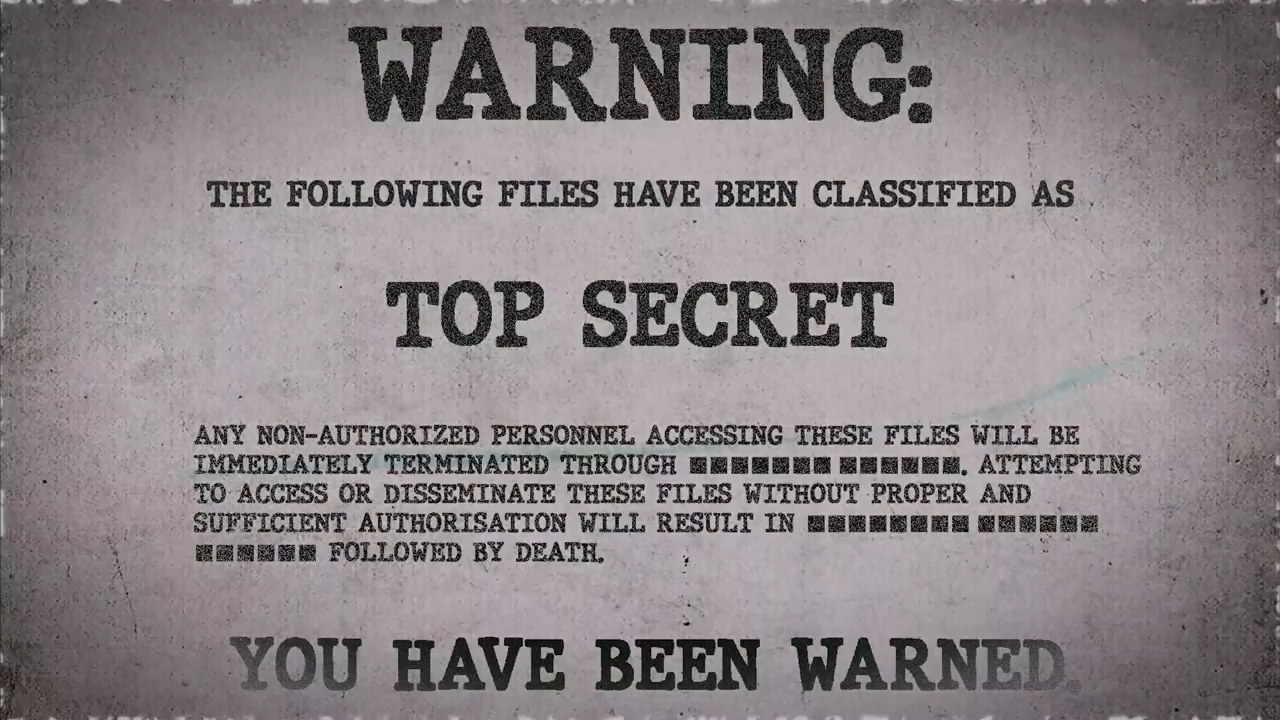 WARNING:
THE FOLLOWING FILES HAVE BEEN CLASSIFIED AS
TOP SECRET
ANY NON-AUTHORIZED PERSONNEL ACCESSING THESE FILES WILL BE
IMMEDIATELY TERMINATED THROUGH ■■■■■■■ ■■■■■■. ATTEMPTING
TO ACCESS OR DISSEMINATE THESE FILES WITHOUT PROPER AND
SUFFICIENT AUTHORISATION WILL RESULT IN ■■■■■■■■ ■■■■■■
■■■■■■ FOLLOWED BY DEATH.
YOU HAVE BEEN WARNED.